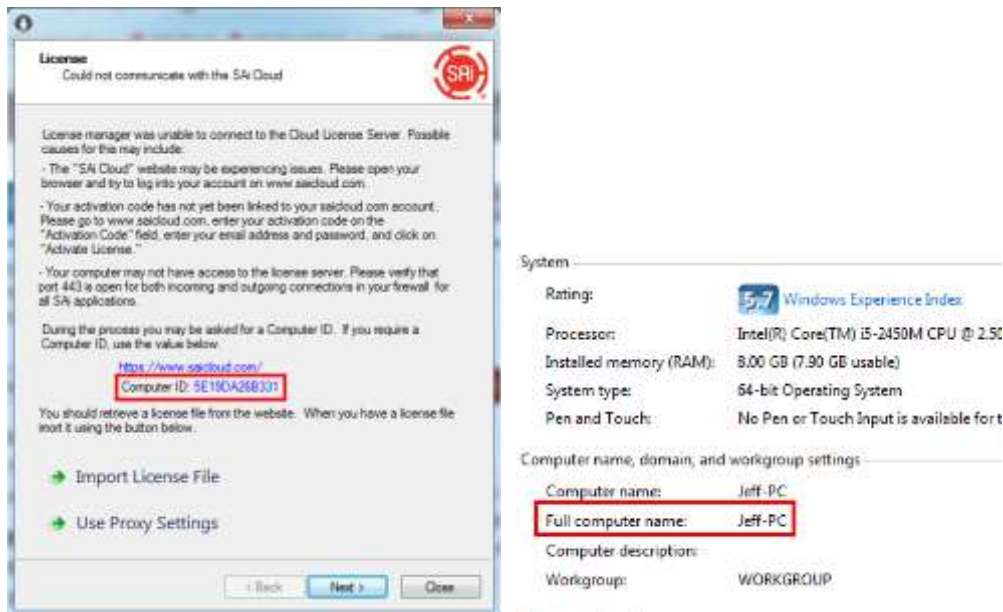 License
Could not communicate with the SAi Cloud
SAi
License manager was unable to connect to the Cloud License Server. Possible
causes for this may include:
- The "SAi Cloud" website may be experiencing issues. Please open your
browser and try to log into your account on www.saicloud.com
- Your activation code has not yet been linked to your saicloud.com account.
Please go to www.saicloud.com, enter your activation code on the
"Activation Code" field, enter your email address and password, and click on
"Activate License."
- Your computer may not have access to the license server. Please verify that
port 443 is open for both incoming and outgoing connections in your firewall for
all SAi applications.
During the process you may be asked for a Computer ID. If you require a
Computer ID, use the value below
https://www.saicloud.com/
Computer ID: 5E19DA26B331
You should retrieve a license file from the website. When you have a license file
mort it using the button below.
Import License File
Use Proxy Settings
< Back
Next >
Close
System
Rating:
5.7 Windows Experience Index
Processor: Intel(R) Core(TM) i5-2450M CPU @ 2.50
Installed memory (RAM): 8.00 GB (7.90 GB usable)
System type: 64-bit Operating System
Pen and Touch: No Pen or Touch Input is available for t
Computer name, domain, and workgroup settings
Computer name: Jeff-PC
Full computer name: Jeff-PC
Computer description:
Workgroup: WORKGROUP